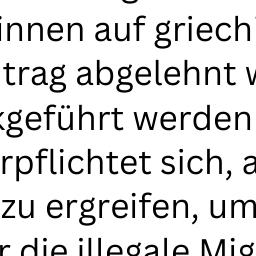 innen auf griech
trag abgelehnt w
kgeführt werden
rpflichtet sich, a
zu ergreifen, um
r die illegale Mig